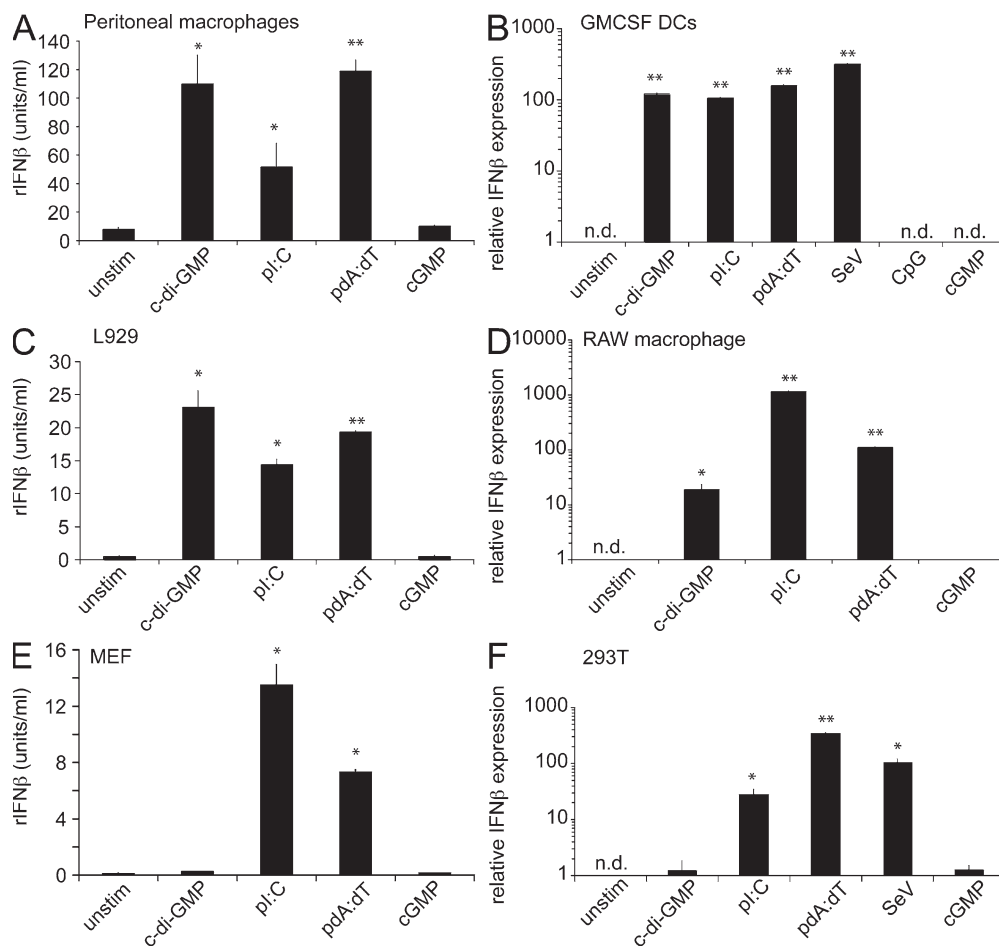 A Peritoneal macrophages
rIFNβ (units/ml)
140
120
100
80
60
40
20
0
* * **
unstim c-di-GMP pI:C pdA:dT cGMP
B GMCSF DCs
relative IFNβ expression
1000
100
10
1
n.d. ** ** ** ** n.d. n.d.
unstim c-di-GMP pI:C pdA:dT SeV CpG cGMP
C L929
rIFNβ (units/ml)
30
25
20
15
10
5
0
* * **
unstim c-di-GMP pI:C pdA:dT cGMP
D RAW macrophage
relative IFNβ expression
10000
1000
100
10
1
n.d. * ** **
unstim c-di-GMP pI:C pdA:dT cGMP
E MEF
rIFNβ (units/ml)
16
12
8
4
0
* *
unstim c-di-GMP pI:C pdA:dT cGMP
F 293T
relative IFNβ expression
1000
100
10
1
n.d. * ** *
unstim c-di-GMP pI:C pdA:dT SeV cGMP